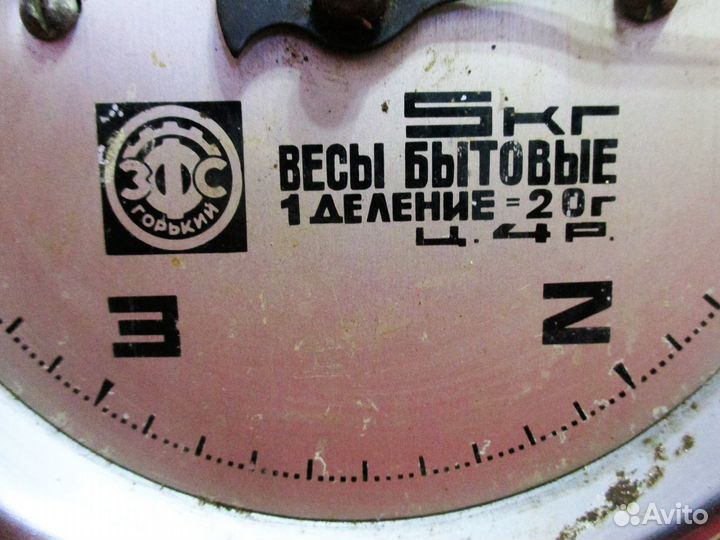 5кг
ЗФС
ГОРЬКИЙ
ВЕСЫ БЫТОВЫЕ
1 ДЕЛЕНИЕ = 20г
Ц. 4 Р.
3
2
Avito